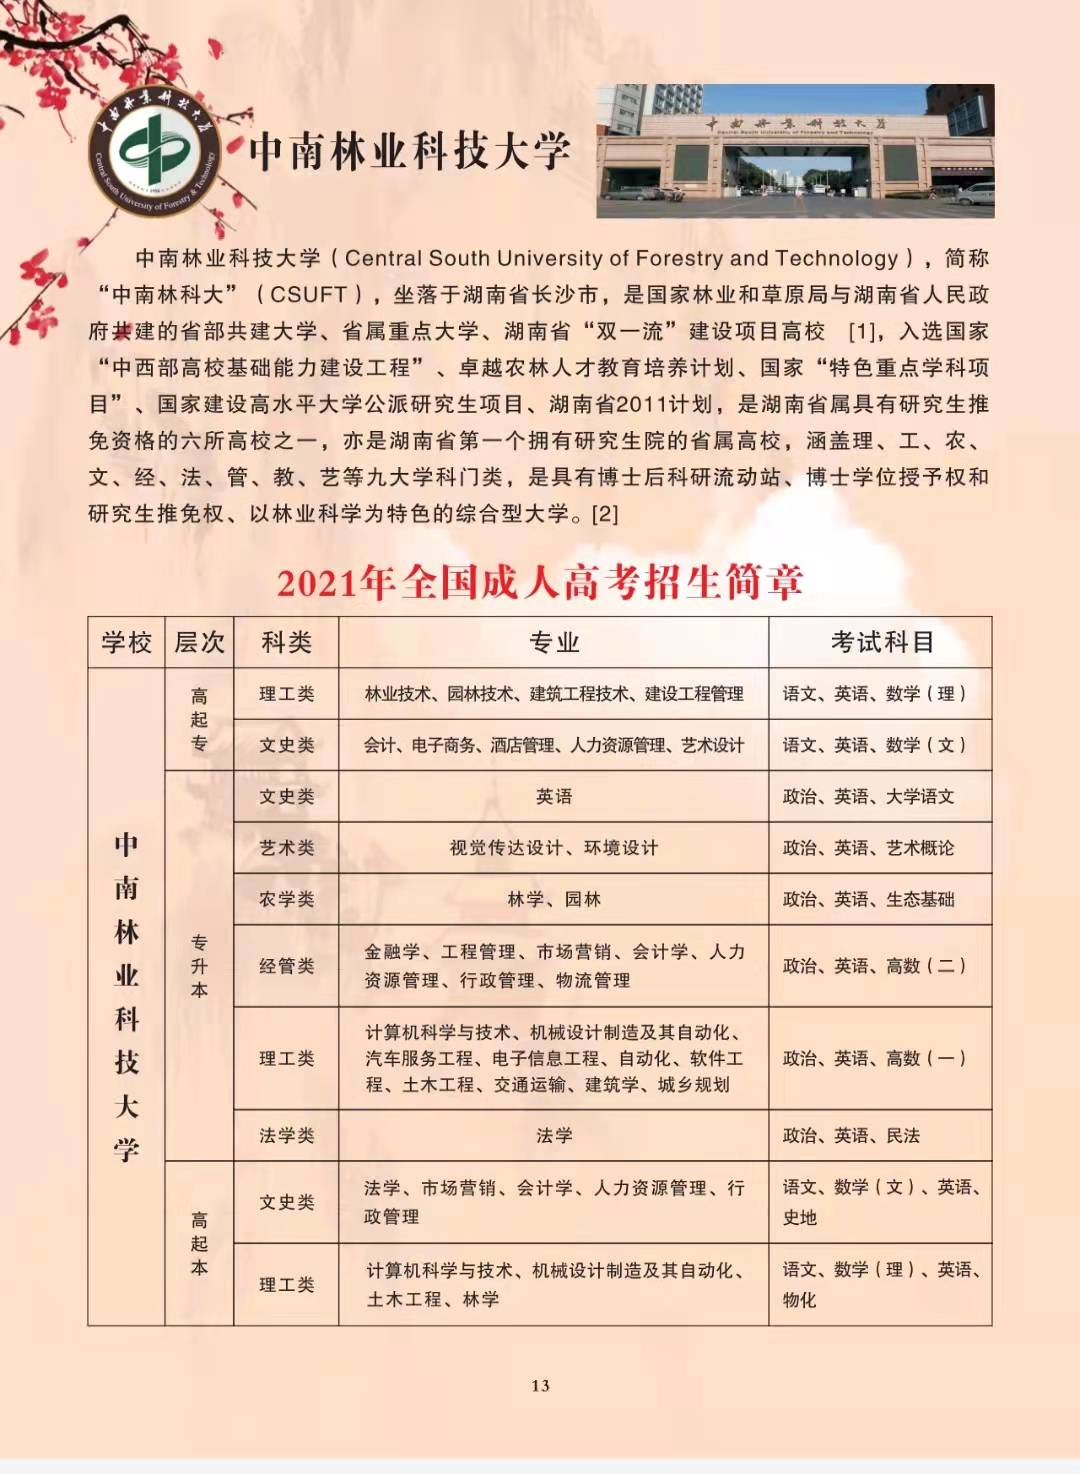 中南林业科技大学
Central South University of Forestry & Technology
中南林业科技大学
中南林业科技大学
Central South University of Forestry and Technology
中南林业科技大学（Central South University of Forestry and Technology），简称
“中南林科大”（CSUFT），坐落于湖南省长沙市，是国家林业和草原局与湖南省人民政
府共建的省部共建大学、省属重点大学、湖南省“双一流”建设项目高校 [1]，入选国家
“中西部高校基础能力建设工程”、卓越农林人才教育培养计划、国家“特色重点学科项
目”、国家建设高水平大学公派研究生项目、湖南省2011计划，是湖南省属具有研究生推
免资格的六所高校之一，亦是湖南省第一个拥有研究生院的省属高校，涵盖理、工、农、
文、经、法、管、教、艺等九大学科门类，是具有博士后科研流动站、博士学位授予权和
研究生推免权、以林业科学为特色的综合型大学。[2]
2021年全国成人高考招生简章
学校 层次 科类 专业 考试科目
中南林业科技大学
高起专
理工类 林业技术、园林技术、建筑工程技术、建设工程管理 语文、英语、数学（理）
文史类 会计、电子商务、酒店管理、人力资源管理、艺术设计 语文、英语、数学（文）
专升本
文史类 英语 政治、英语、大学语文
艺术类 视觉传达设计、环境设计 政治、英语、艺术概论
农学类 林学、园林 政治、英语、生态基础
经管类 金融学、工程管理、市场营销、会计学、人力
资源管理、行政管理、物流管理
政治、英语、高数（二）
理工类 计算机科学与技术、机械设计制造及其自动化、
汽车服务工程、电子信息工程、自动化、软件工
程、土木工程、交通运输、建筑学、城乡规划
政治、英语、高数（一）
法学类 法学 政治、英语、民法
高起本
文史类 法学、市场营销、会计学、人力资源管理、行
政管理
语文、数学（文）、英语、
史地
理工类 计算机科学与技术、机械设计制造及其自动化、
土木工程、林学
语文、数学（理）、英语、
物化
13